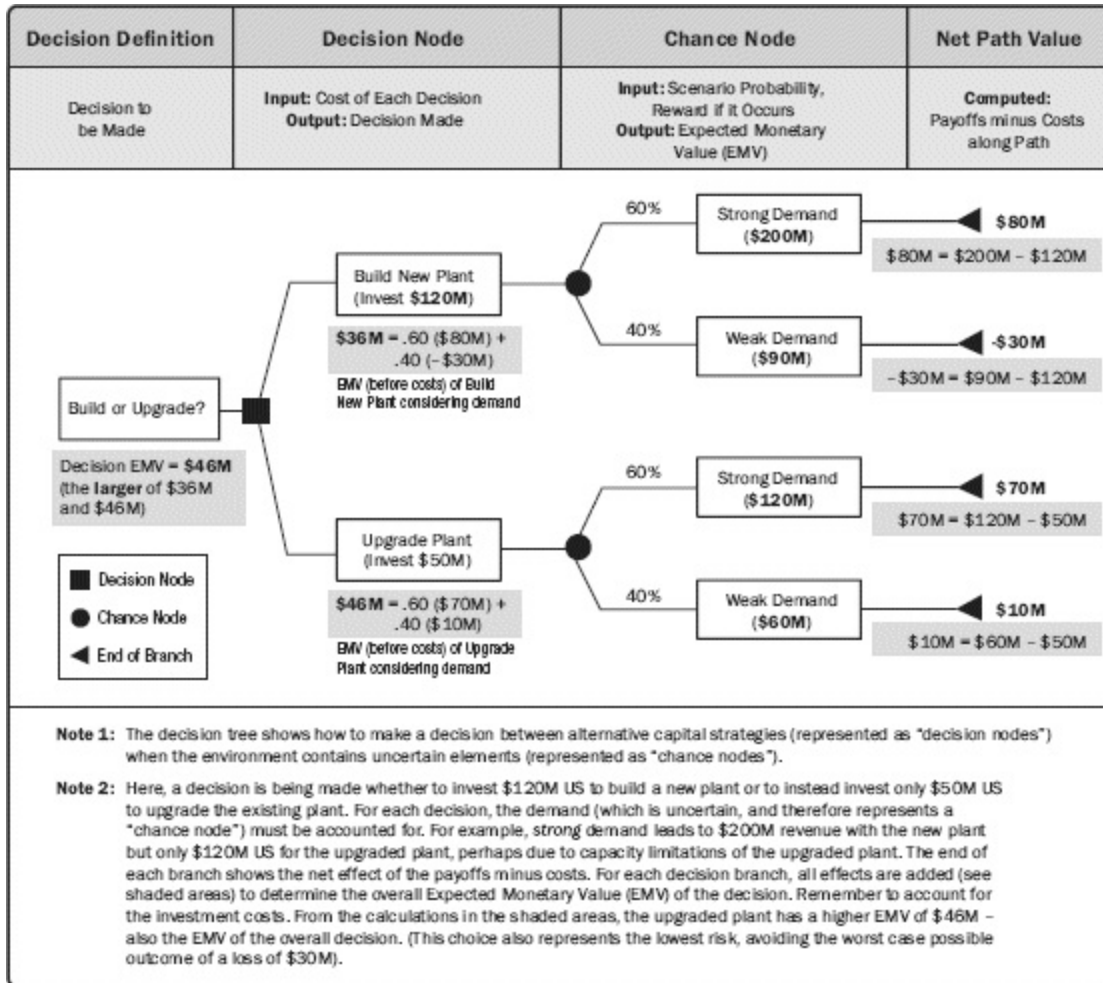 Decision Definition
Decision Node
Chance Node
Net Path Value
Decision to
be Made
Input: Cost of Each Decision
Output: Decision Made
Input: Scenario Probability,
Reward if it Occurs
Output: Expected Monetary
Value (EMV)
Computed:
Payoffs minus Costs
along Path
60%
Strong Demand
($200M)
$80M
$80M = $200M – $120M
Build New Plant
(Invest $120M)
$36M = .60 ($80M) +
.40 (–$30M)
EMV (before costs) of Build
New Plant considering demand
40%
Weak Demand
($90M)
-$30M
–$30M = $90M – $120M
Build or Upgrade?
Decision EMV = $46M
(the larger of $36M
and $46M)
60%
Strong Demand
($120M)
$70M
$70M = $120M – $50M
Upgrade Plant
(Invest $50M)
$46M = .60 ($70M) +
.40 ($10M)
EMV (before costs) of Upgrade
Plant considering demand
40%
Weak Demand
($60M)
$10M
$10M = $60M – $50M
Decision Node
Chance Node
End of Branch
Note 1: The decision tree shows how to make a decision between alternative capital strategies (represented as “decision nodes”)
when the environment contains uncertain elements (represented as “chance nodes”).
Note 2: Here, a decision is being made whether to invest $120M US to build a new plant or to instead invest only $50M US
to upgrade the existing plant. For each decision, the demand (which is uncertain, and therefore represents a
“chance node”) must be accounted for. For example, strong demand leads to $200M revenue with the new plant
but only $120M US for the upgraded plant, perhaps due to capacity limitations of the upgraded plant. The end of
each branch shows the net effect of the payoffs minus costs. For each decision branch, all effects are added (see
shaded areas) to determine the overall Expected Monetary Value (EMV) of the decision. Remember to account for
the investment costs. From the calculations in the shaded areas, the upgraded plant has a higher EMV of $46M –
also the EMV of the overall decision. (This choice also represents the lowest risk, avoiding the worst case possible
outcome of a loss of $30M).